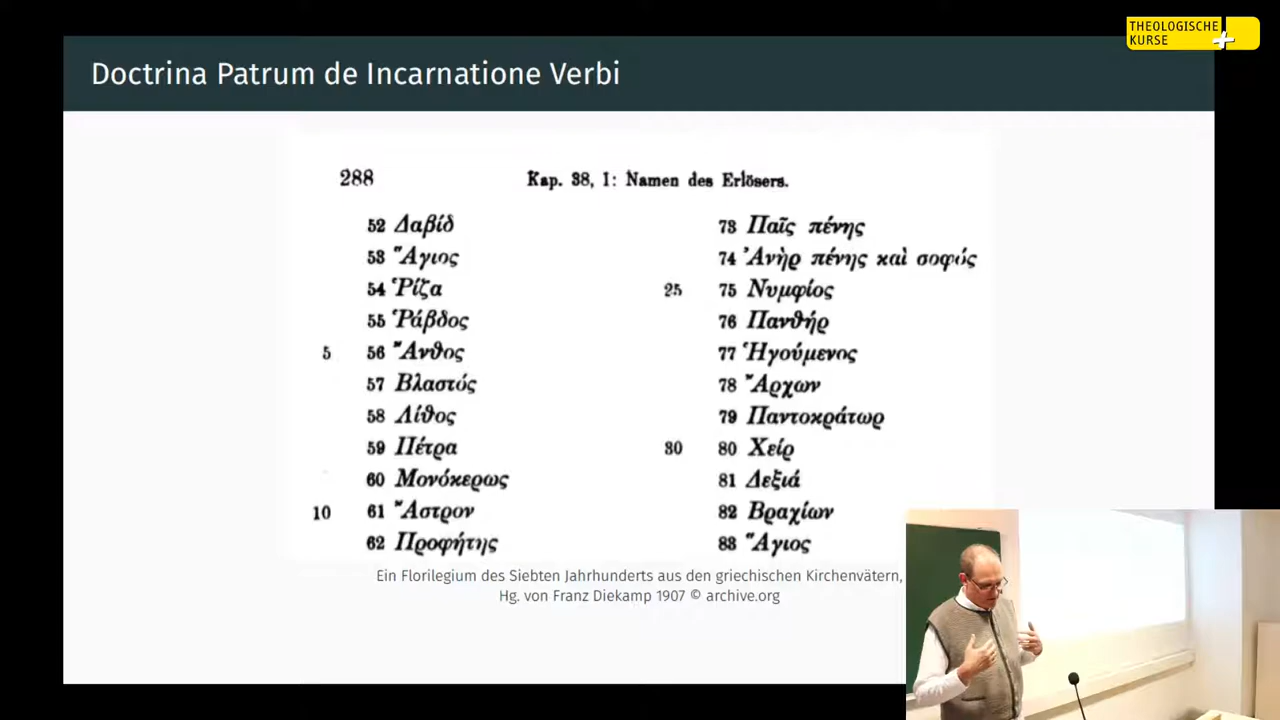 THEOLOGISCHE
KURSE
Doctrina Patrum de Incarnatione Verbi
288 Kap. 38, 1: Namen des Erlösers.
52 Δαβίδ
53 Ἅγιος
54 Ῥίζα
55 Ῥάβδος
5 56 Ἄνθος
57 Βλαστός
58 Λίθος
59 Πέτρα
60 Μονόκερως
10 61 Ἄστρον
62 Προφήτης
73 Παῖς πένης
74 Ἀνὴρ πένης καὶ σοφός
25 75 Νυμφίος
76 Πανθήρ
77 Ἡγούμενος
78 Ἄρχων
79 Παντοκράτωρ
30 80 Χείρ
81 Δεξιά
82 Βραχίων
83 Ἅγιος
Ein Florilegium des Siebten Jahrhunderts aus den griechischen Kirchenvätern,
Hg. von Franz Diekamp 1907 © archive.org